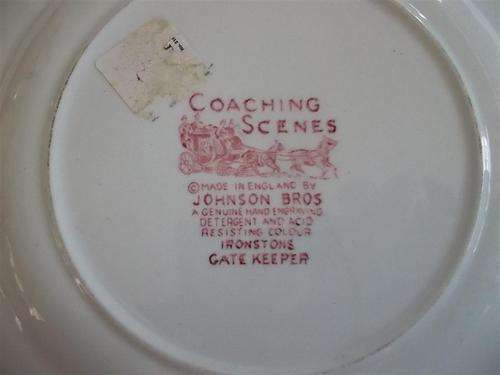 COACHING
SCENES
© MADE IN ENGLAND BY
JOHNSON BROS
A GENUINE HAND ENGRAVING
DETERGENT AND ACID
RESISTING COLOUR
IRONSTONE
GATE KEEPER